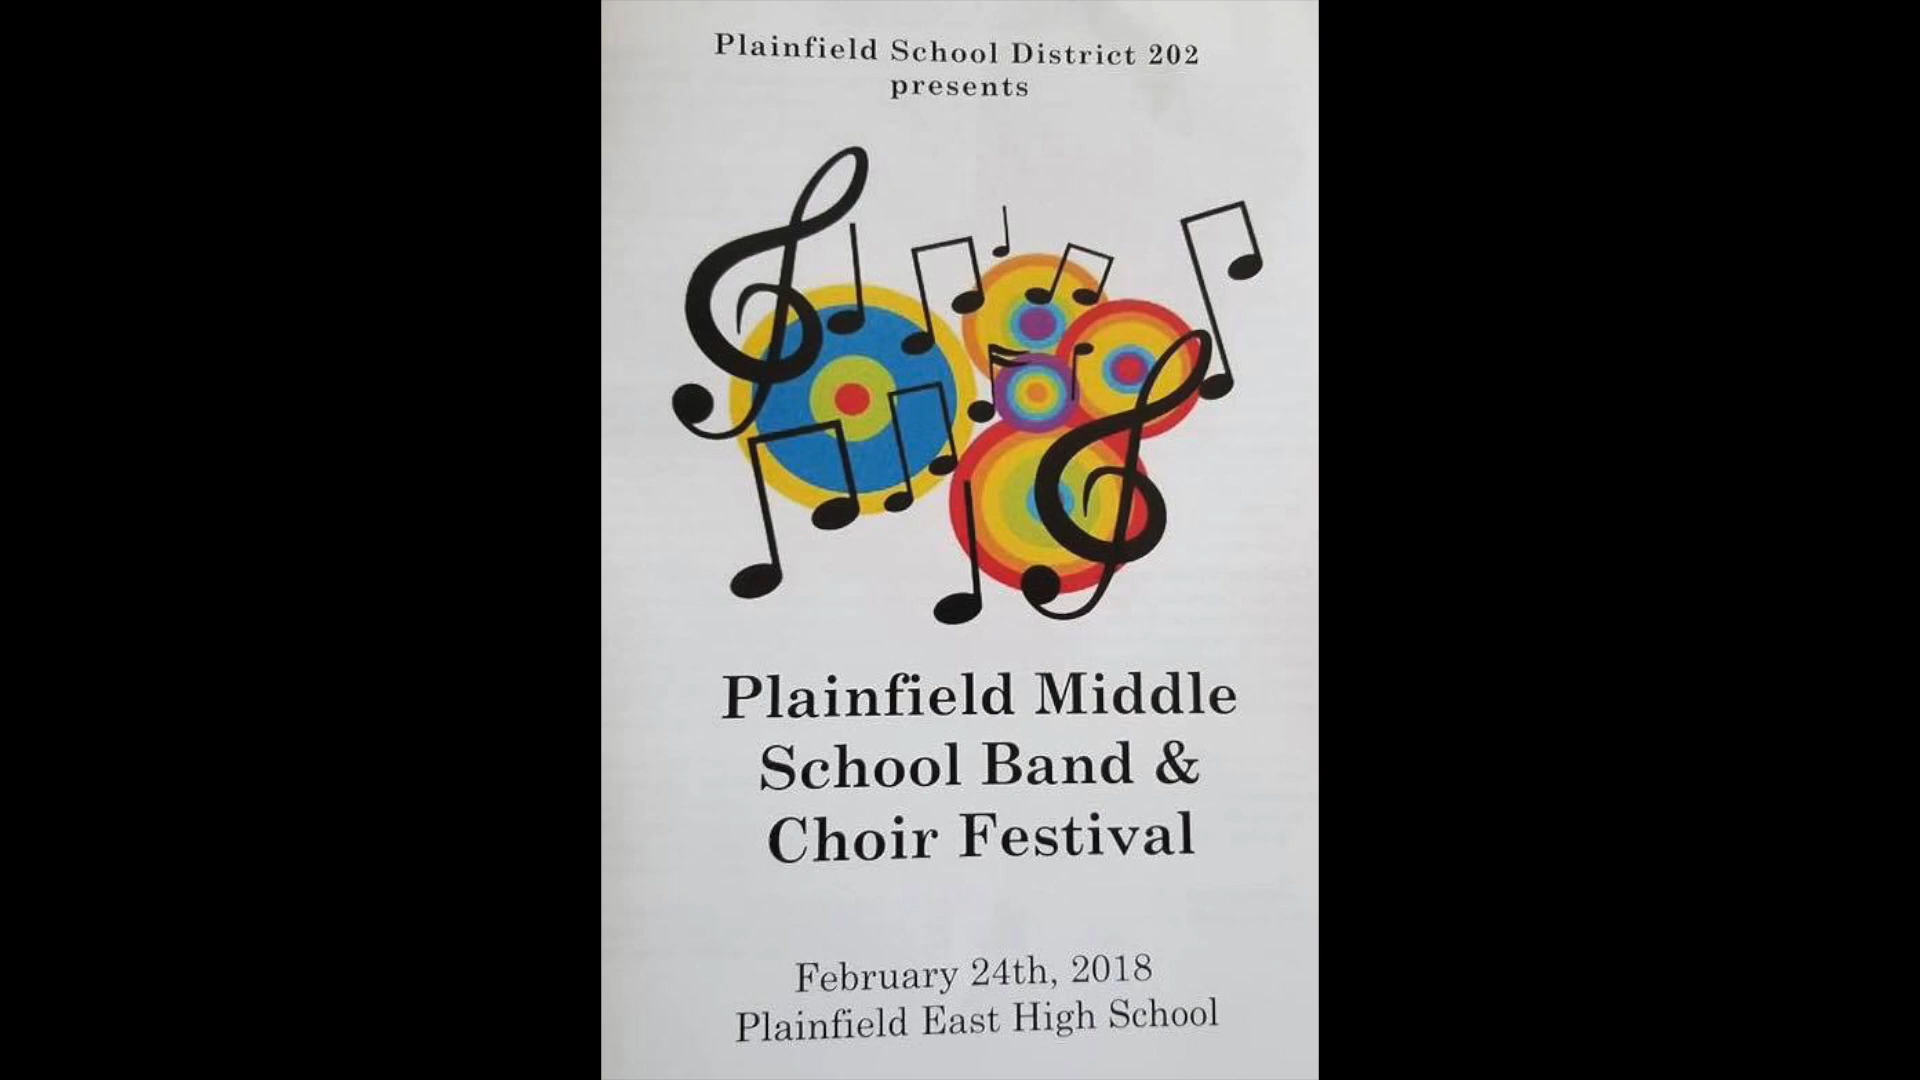 Plainfield School District 202
presents
Plainfield Middle
School Band &
Choir Festival
February 24th, 2018
Plainfield East High School